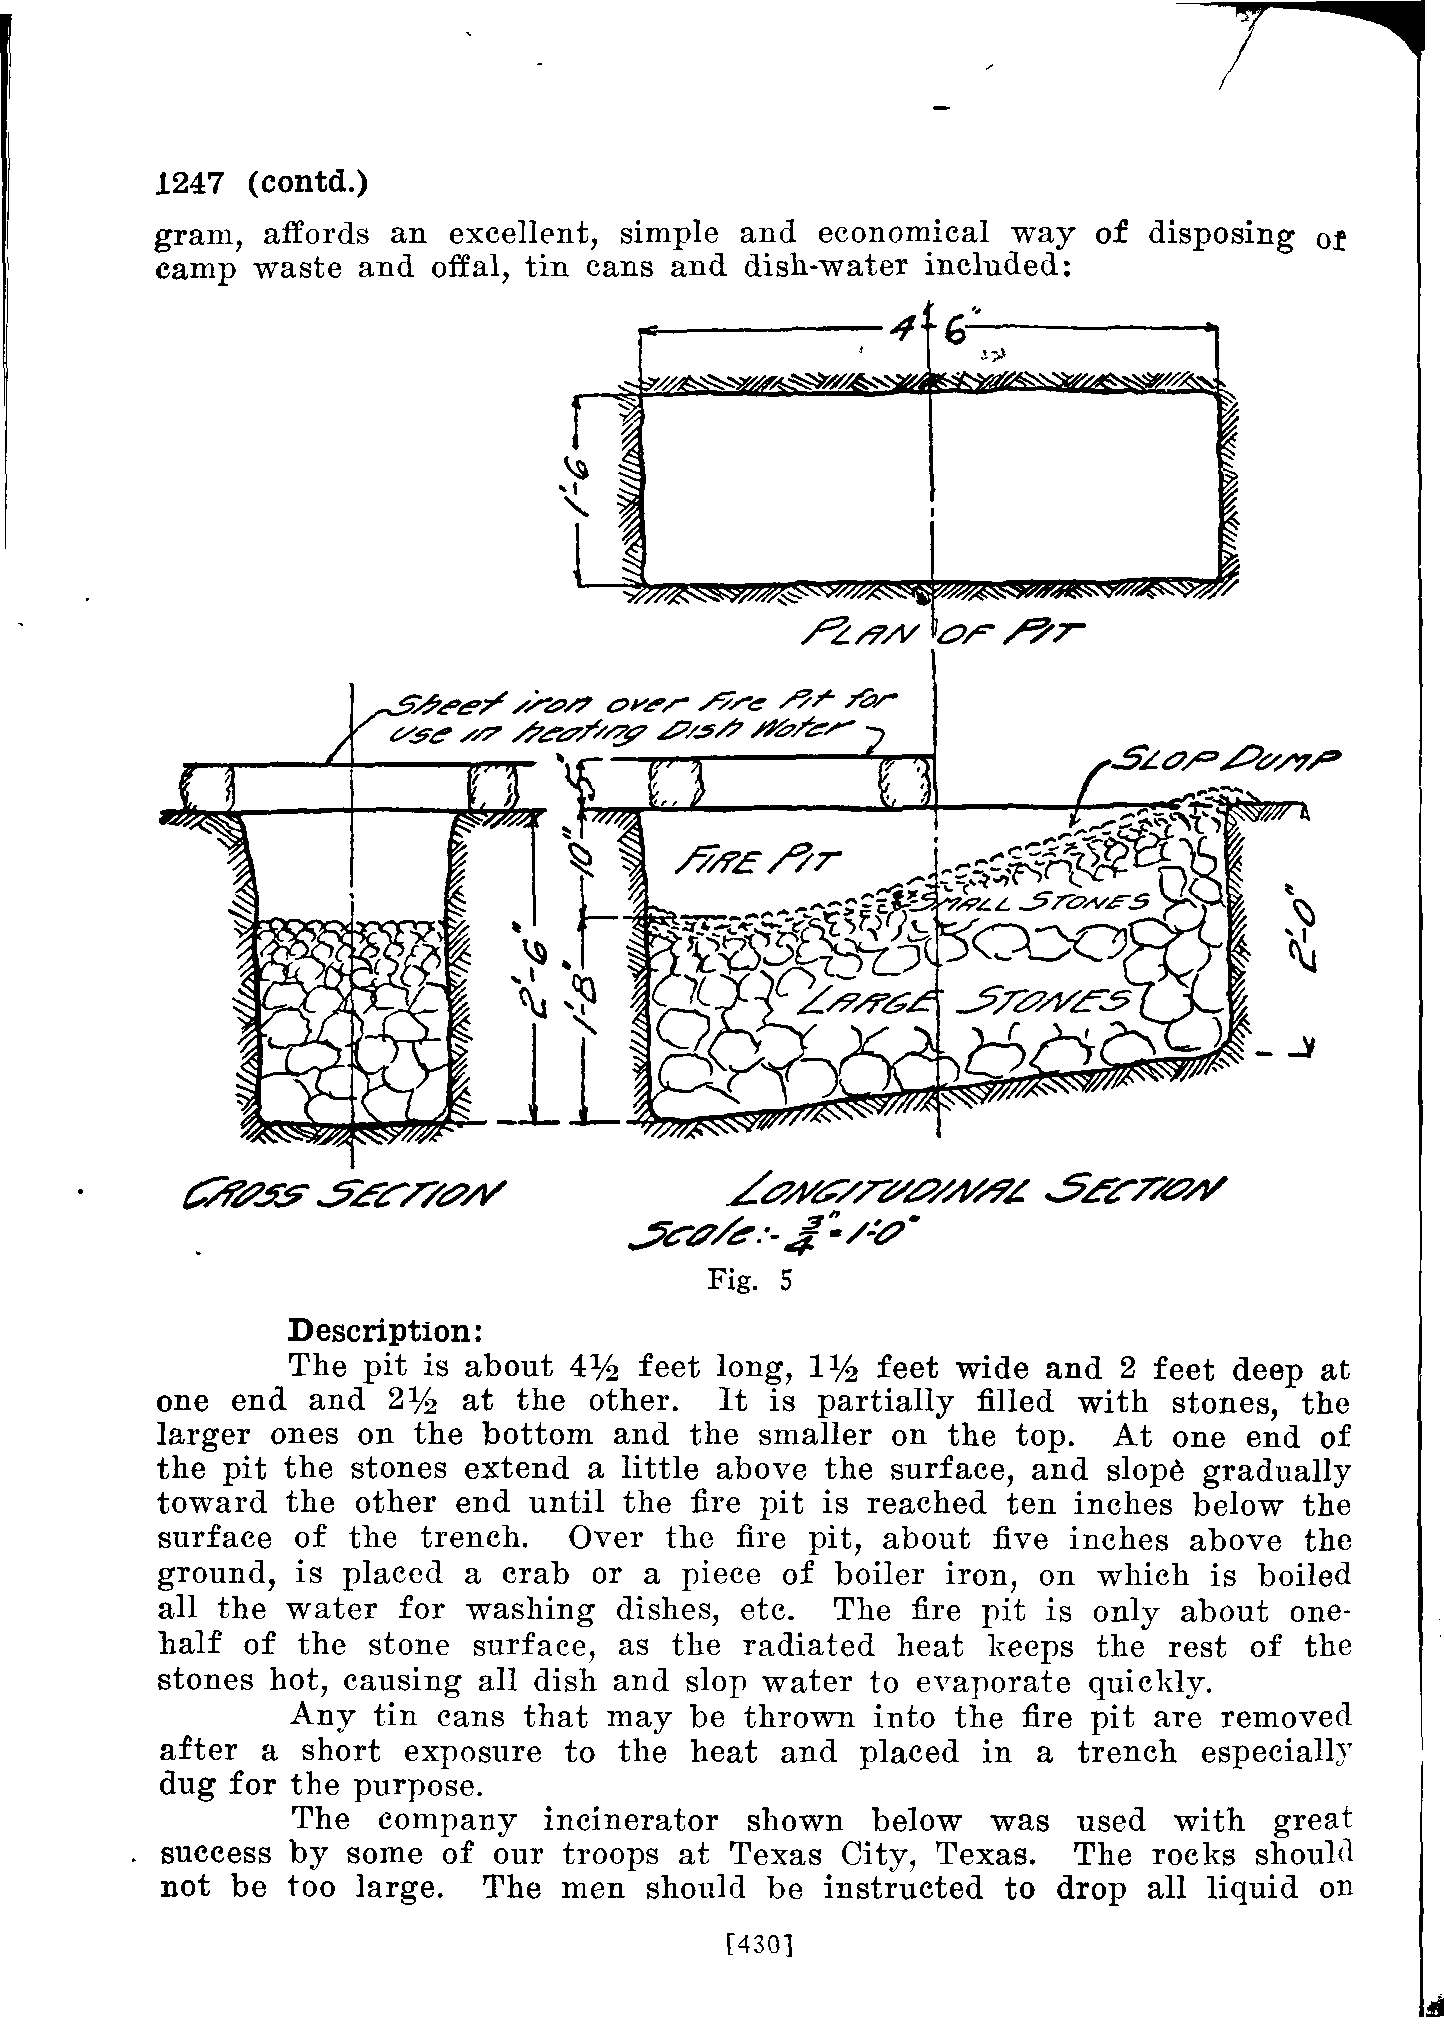 1247 (contd.)
gram, affords an excellent, simple and economical way of disposing of
camp waste and offal, tin cans and dish-water included:
4'-6"
1'-6
PLAN OF PIT
Sheet iron over Fire Pit for
use in heating Dish Water
SLOP DUMP
5"
FIRE PIT
10"
SMALL STONES
2'-0"
2'-6"
1'-8"
LARGE STONES
CROSS SECTION
LONGITUDINAL SECTION
Scale:- 3/4" = 1'-0"
Fig. 5
Description:
The pit is about 4½ feet long, 1½ feet wide and 2 feet deep at
one end and 2½ at the other. It is partially filled with stones, the
larger ones on the bottom and the smaller on the top. At one end of
the pit the stones extend a little above the surface, and slope gradually
toward the other end until the fire pit is reached ten inches below the
surface of the trench. Over the fire pit, about five inches above the
ground, is placed a crab or a piece of boiler iron, on which is boiled
all the water for washing dishes, etc. The fire pit is only about one-
half of the stone surface, as the radiated heat keeps the rest of the
stones hot, causing all dish and slop water to evaporate quickly.
Any tin cans that may be thrown into the fire pit are removed
after a short exposure to the heat and placed in a trench especially
dug for the purpose.
The company incinerator shown below was used with great
success by some of our troops at Texas City, Texas. The rocks should
not be too large. The men should be instructed to drop all liquid on
[430]